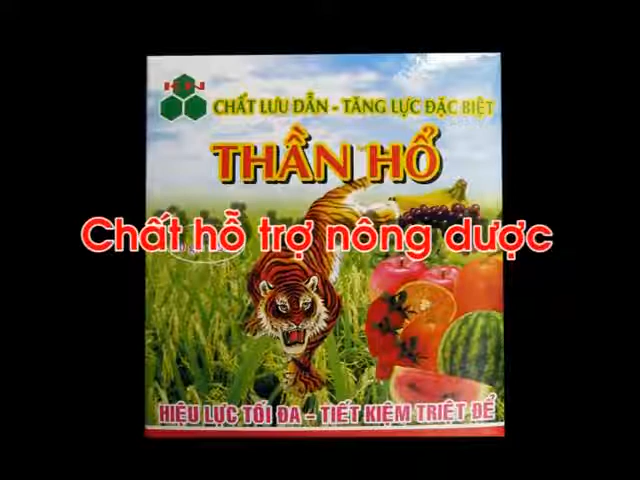 KN
CHẤT LƯU DẪN - TĂNG LỰC ĐẶC BIỆT
THẦN HỔ
Chất hỗ trợ nông dược
HIỆU LỰC TỐI ĐA - TIẾT KIỆM TRIỆT ĐỂ